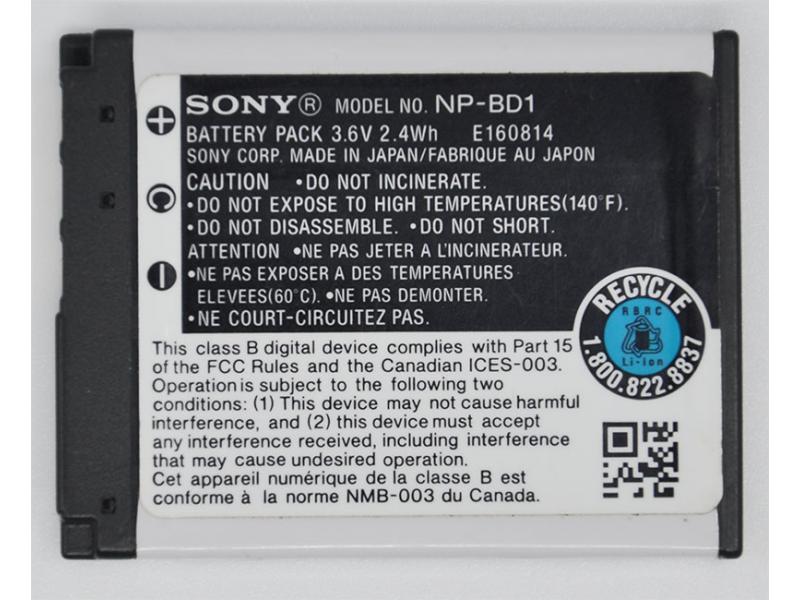 SONY® MODEL NO. NP-BD1
BATTERY PACK 3.6V 2.4Wh E160814
SONY CORP. MADE IN JAPAN/FABRIQUE AU JAPON
CAUTION •DO NOT INCINERATE.
•DO NOT EXPOSE TO HIGH TEMPERATURES(140°F).
•DO NOT DISASSEMBLE. •DO NOT SHORT.
ATTENTION •NE PAS JETER A L'INCINERATEUR.
•NE PAS EXPOSER A DES TEMPERATURES
ELEVEES(60°C). •NE PAS DEMONTER.
•NE COURT-CIRCUITEZ PAS.
+
C
–
RECYCLE
RBRC
Li-ion
1.800.822.8837
This class B digital device complies with Part 15
of the FCC Rules and the Canadian ICES-003.
Operation is subject to the following two
conditions: (1) This device may not cause harmful
interference, and (2) this device must accept
any interference received, including interference
that may cause undesired operation.
Cet appareil numérique de la classe B est
conforme à la norme NMB-003 du Canada.